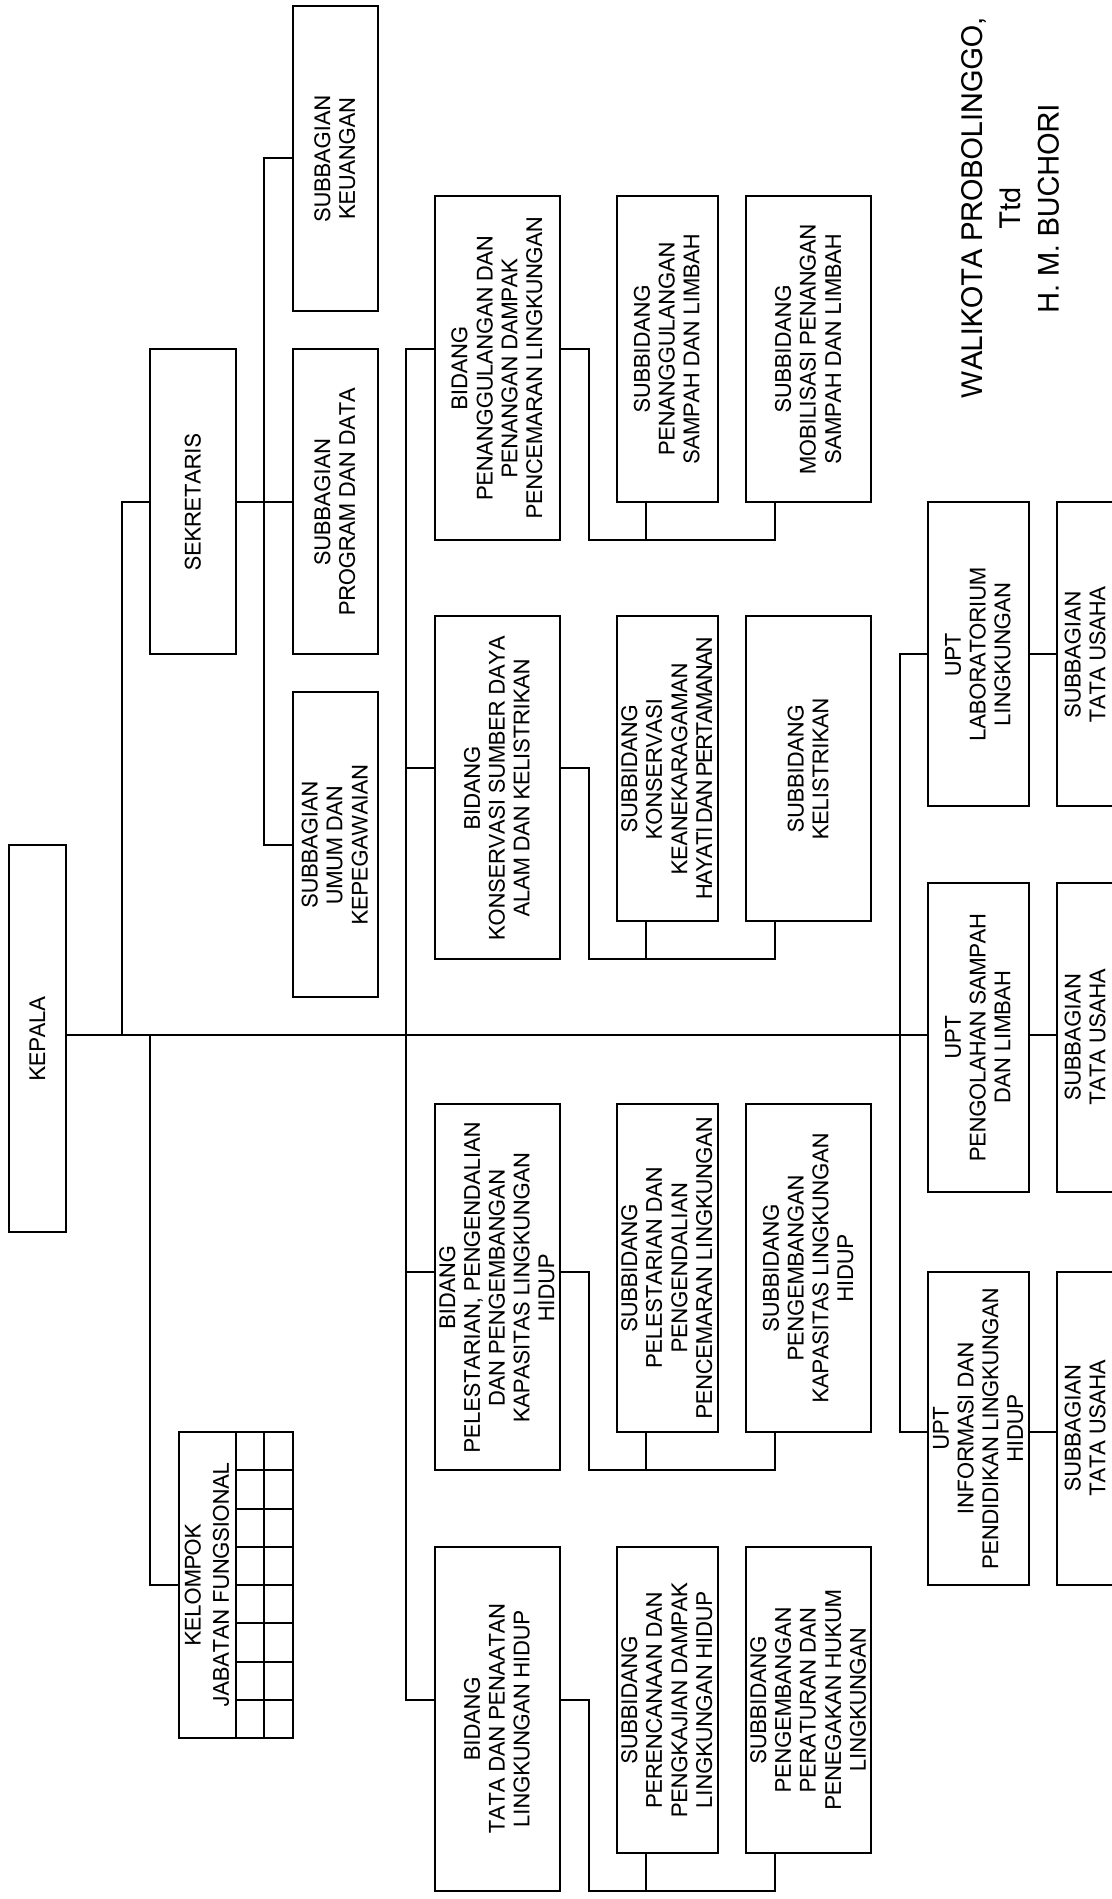 KEPALA
SEKRETARIS
KELOMPOK
JABATAN FUNGSIONAL
SUBBAGIAN
UMUM DAN
KEPEGAWAIAN
SUBBAGIAN
PROGRAM DAN DATA
SUBBAGIAN
KEUANGAN
BIDANG
TATA DAN PENAATAN
LINGKUNGAN HIDUP
BIDANG
PELESTARIAN, PENGENDALIAN
DAN PENGEMBANGAN
KAPASITAS LINGKUNGAN
HIDUP
BIDANG
KONSERVASI SUMBER DAYA
ALAM DAN KELISTRIKAN
BIDANG
PENANGGULANGAN DAN
PENANGAN DAMPAK
PENCEMARAN LINGKUNGAN
SUBBIDANG
PERENCANAAN DAN
PENGKAJIAN DAMPAK
LINGKUNGAN HIDUP
SUBBIDANG
PELESTARIAN DAN
PENGENDALIAN
PENCEMARAN LINGKUNGAN
SUBBIDANG
KONSERVASI
KEANEKARAGAMAN
HAYATI DAN PERTAMANAN
SUBBIDANG
PENANGGULANGAN
SAMPAH DAN LIMBAH
SUBBIDANG
PENGEMBANGAN
PERATURAN DAN
PENEGAKAN HUKUM
LINGKUNGAN
SUBBIDANG
PENGEMBANGAN
KAPASITAS LINGKUNGAN
HIDUP
SUBBIDANG
KELISTRIKAN
SUBBIDANG
MOBILISASI PENANGAN
SAMPAH DAN LIMBAH
UPT
INFORMASI DAN
PENDIDIKAN LINGKUNGAN
HIDUP
UPT
PENGOLAHAN SAMPAH
DAN LIMBAH
UPT
LABORATORIUM
LINGKUNGAN
SUBBAGIAN
TATA USAHA
SUBBAGIAN
TATA USAHA
SUBBAGIAN
TATA USAHA
WALIKOTA PROBOLINGGO,
Ttd
H. M. BUCHORI